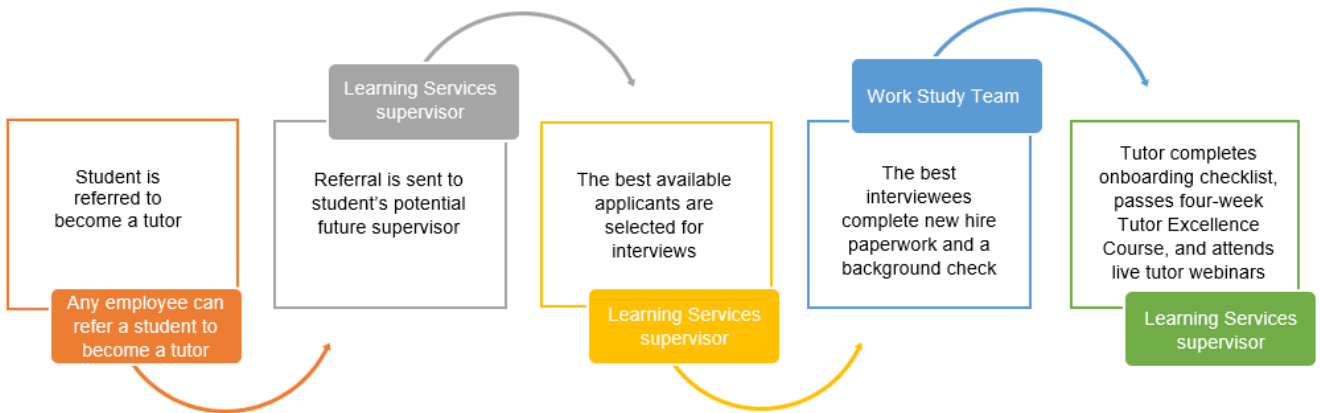 Student is
referred to
become a tutor
Any employee can
refer a student to
become a tutor
Learning Services
supervisor
Referral is sent to
student's potential
future supervisor
The best available
applicants are
selected for
interviews
Learning Services
supervisor
Work Study Team
The best
interviewees
complete new hire
paperwork and a
background check
Tutor completes
onboarding checklist,
passes four-week
Tutor Excellence
Course, and attends
live tutor webinars
Learning Services
supervisor